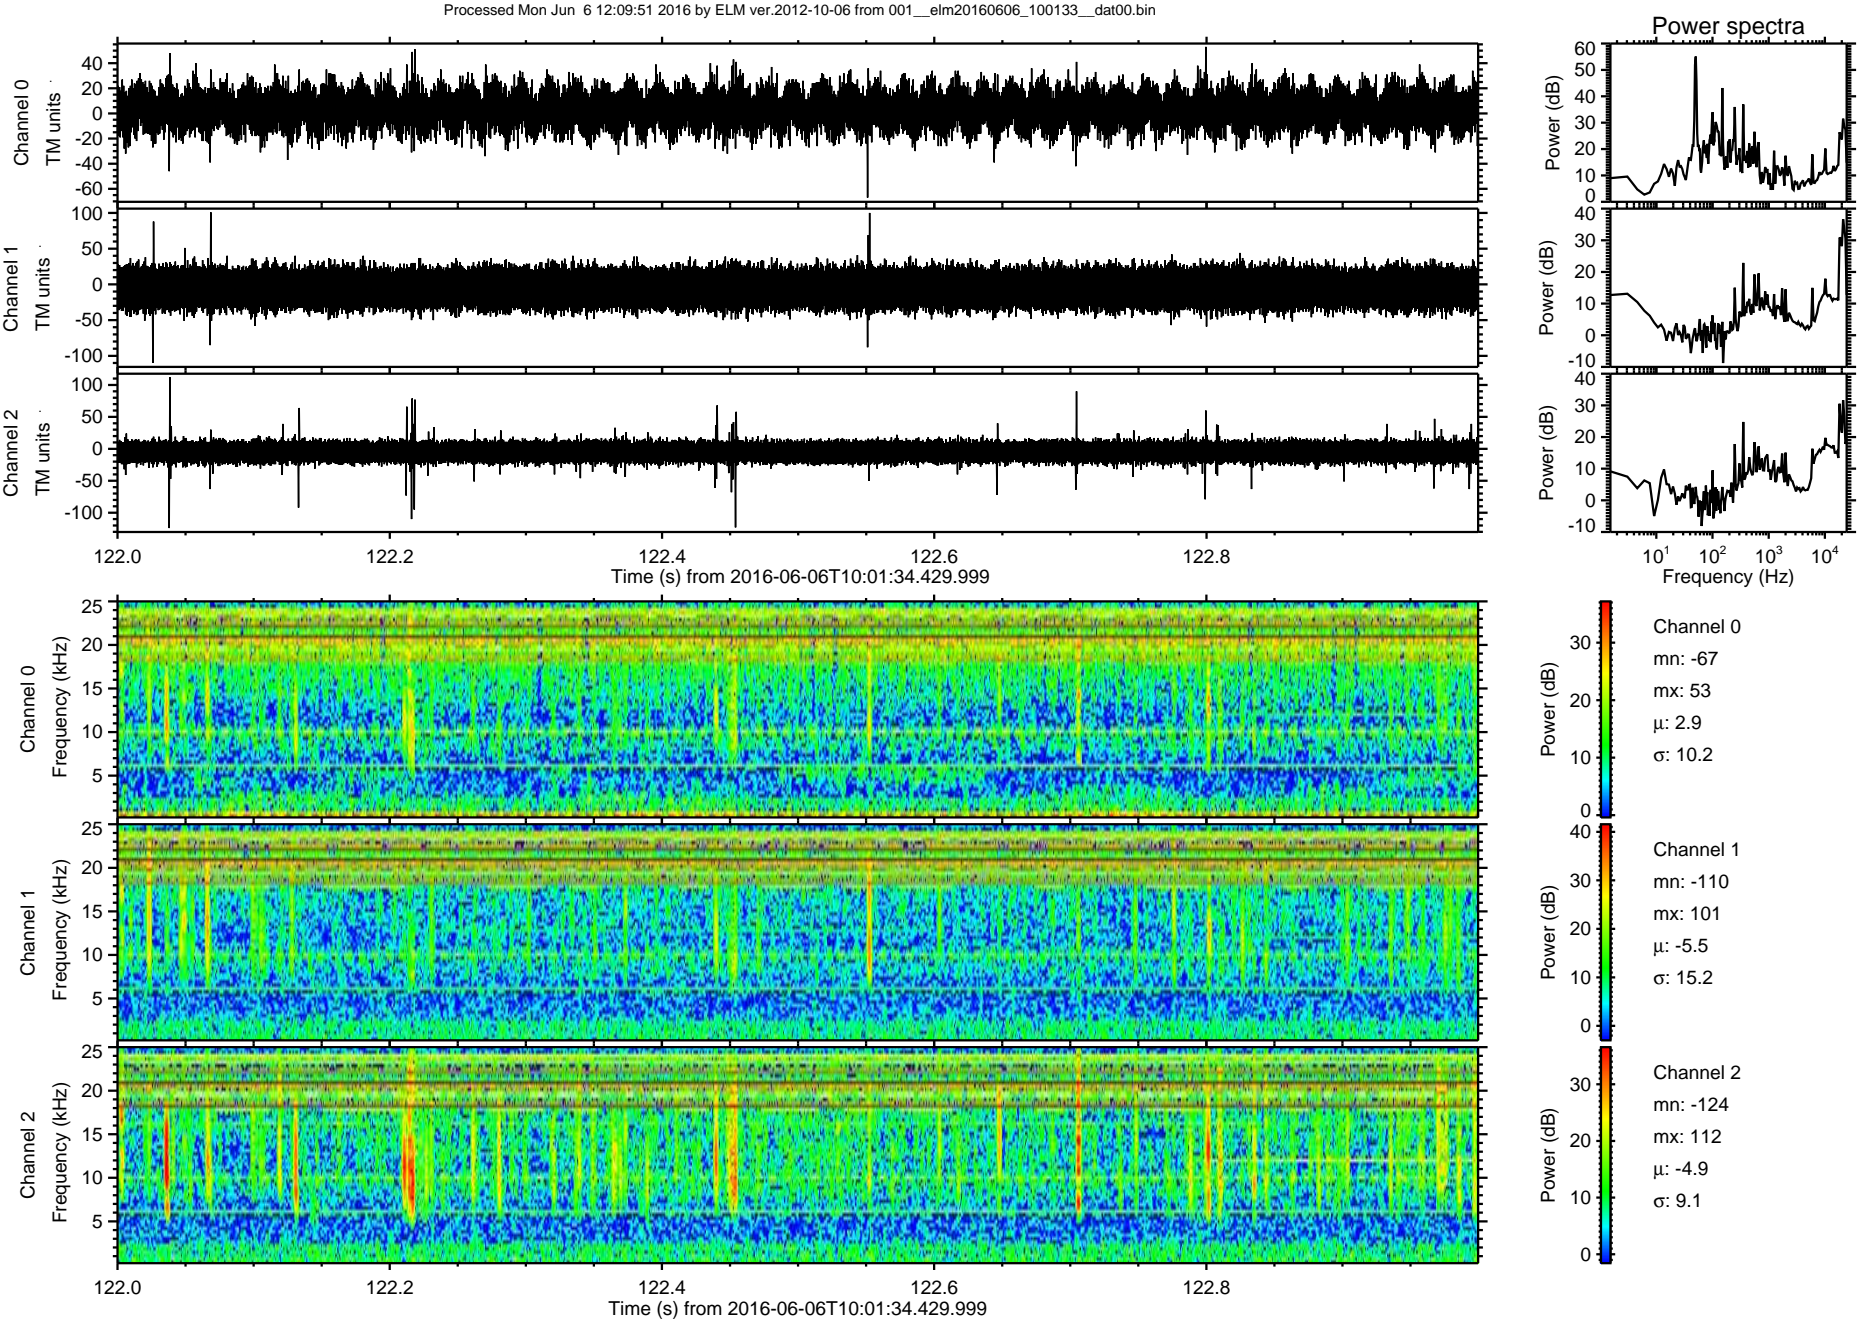 Processed Mon Jun  6 12:09:51 2016 by ELM ver.2012-10-06 from 001__elm20160606_100133__dat00.bin
Power spectra
Channel 0
TM units
40
20
0
-20
-40
-60
Power (dB)
60
50
40
30
20
10
0
Channel 1
TM units
100
50
0
-50
-100
Power (dB)
40
30
20
10
0
-10
Channel 2
TM units
100
50
0
-50
-100
Power (dB)
40
30
20
10
0
-10
122.0 122.2 122.4 122.6 122.8
Time (s) from 2016-06-06T10:01:34.429.999
10^1 10^2 10^3 10^4
Frequency (Hz)
Channel 0
Frequency (kHz)
25
20
15
10
5
Power (dB)
30
20
10
0
Channel 0
mn: -67
mx: 53
μ: 2.9
σ: 10.2
Channel 1
Frequency (kHz)
25
20
15
10
5
Power (dB)
40
30
20
10
0
Channel 1
mn: -110
mx: 101
μ: -5.5
σ: 15.2
Channel 2
Frequency (kHz)
25
20
15
10
5
Power (dB)
30
20
10
0
Channel 2
mn: -124
mx: 112
μ: -4.9
σ: 9.1
122.0 122.2 122.4 122.6 122.8
Time (s) from 2016-06-06T10:01:34.429.999